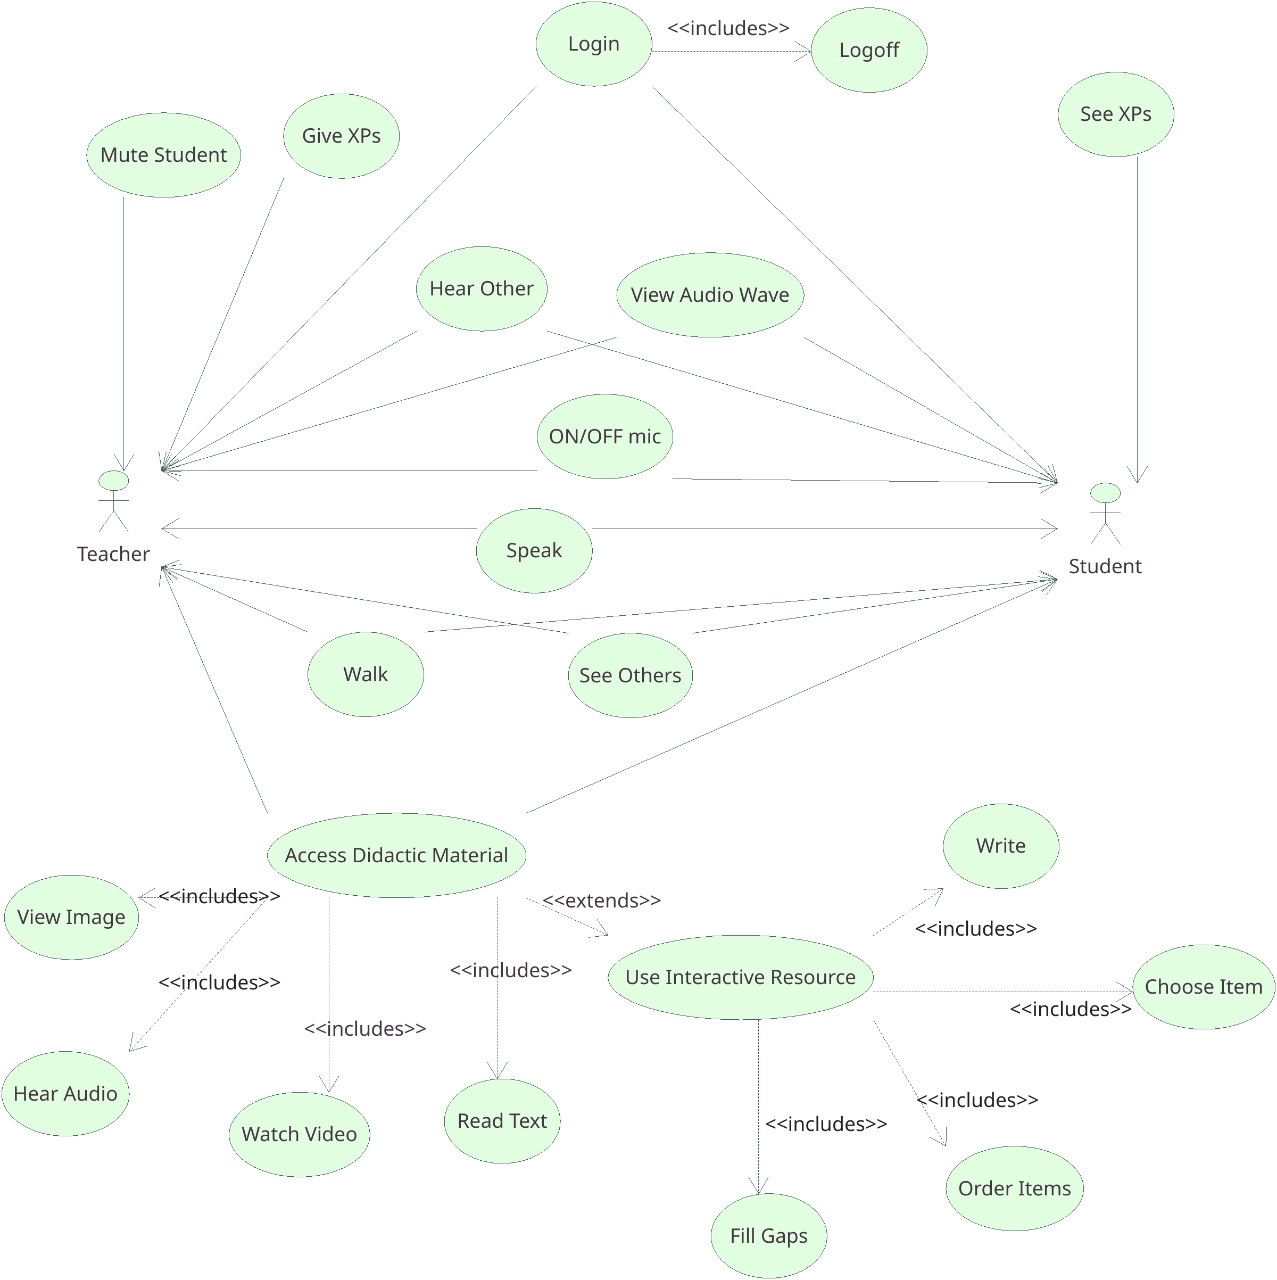 Login
<<includes>>
Logoff
See XPs
Give XPs
Mute Student
Hear Other
View Audio Wave
ON/OFF mic
Speak
Teacher
Student
Walk
See Others
Access Didactic Material
Write
View Image
<<includes>>
<<extends>>
<<includes>>
Use Interactive Resource
<<includes>>
<<includes>>
Choose Item
<<includes>>
<<includes>>
Hear Audio
Watch Video
Read Text
<<includes>>
<<includes>>
Order Items
Fill Gaps